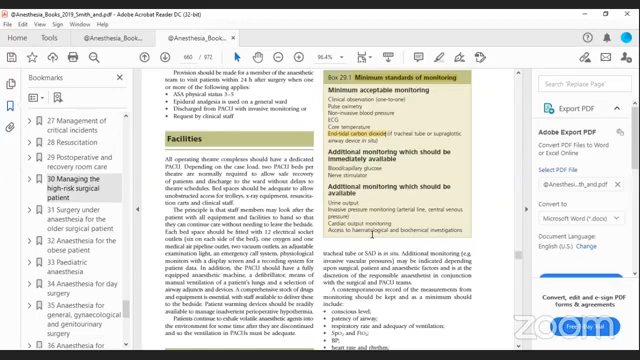 @Anesthesia_Books_2019_Smith_and.pdf - Adobe Acrobat Reader DC (32-bit)
File Edit View Sign Window Help
Home Tools @Anesthesia_Books_... @Anesthesia_Books_... × Sign In
660 / 972 96.4%
Bookmarks ×
27 Management of
critical incidents
28 Resuscitation
29 Postoperative and
recovery room care
30 Managing the
high-risk surgical
patient
31 Surgery under
anaesthesia for the
older surgical patient
32 Anaesthesia for the
obese patient
33 Paediatric
anaesthesia
34 Anaesthesia for day
surgery
35 Anaesthesia for
general, gynaecological
and genitourinary
surgery
36 Anaesthesia for
Provision should be made for a member of the anaesthetic
team to visit patients within 24 h after surgery when one
or more of the following applies:
• ASA physical status 3–5
• Epidural analgesia is used on a general ward
• Discharged from PACU with invasive monitoring or
• Request by clinical staff
Facilities
All operating theatre complexes should have a dedicated
PACU. Depending on the case load, two PACU beds per
theatre are normally required to allow safe recovery
of patients and discharge to the ward without delays to
theatre schedules. Bed spaces should be adequate to allow
unobstructed access for trolleys, x-ray equipment, resuscita-
tion carts and clinical staff.
The principle is that staff members may look after the
patient with all equipment and facilities to hand so that
they can continue care without needing to leave the bedside.
Each bed space should be fitted with 12 electrical socket
outlets (six on each side of the bed), one oxygen and one
medical air pipeline outlet, two vacuum outlets, an adjustable
examination light, an emergency call system, physiological
monitors with a display screen and a recording system for
patient data. In addition, the PACU should have a fully
equipped anaesthetic machine, a defibrillator, means of
manual ventilation of a patient's lungs and a selection of
airway adjuncts and devices. A comprehensive stock of drugs
and equipment is essential, with staff available to deliver these
to the bedside. Patient warming devices should be readily
available to manage inadvertent perioperative hypothermia.
Patients continue to exhale volatile anaesthetic agents into
the environment for some time after they are discontinued
and so the ventilation in PACUs must be adequate.
Box 29.1 Minimum standards of monitoring
Minimum acceptable monitoring
Clinical observation (one-to-one)
Pulse oximetry
Non-invasive blood pressure
ECG
Core temperature
End-tidal carbon dioxide (if tracheal tube or supraglottic
airway device in situ)
Additional monitoring which should be
immediately available
Blood/capillary glucose
Nerve stimulator
Additional monitoring which should be
available
Urine output
Invasive pressure monitoring (arterial line, central venous
pressure)
Cardiac output monitoring
Access to haematological and biochemical investigations
tracheal tube or SAD is in situ. Additional monitoring (e.g.
invasive vascular pressures) may be indicated depending
upon surgical, patient and anaesthetic factors and is at the
discretion of the responsible anaesthetist in conjunction
with the surgical and PACU teams.
A contemporaneous record of the measurements from
monitoring should be kept and as a minimum should
include:
• conscious level;
• patency of airway;
• respiratory rate and adequacy of ventilation;
• SpO2 and FiO2;
• BP;
• heart rate and rhythm;
Search 'Replace Page'
Export PDF
Adobe Export PDF
Convert PDF Files to Word
or Excel Online
Select PDF File
@Anesthesi...th_and.pdf ×
Convert to
Microsoft Word (*.docx)
Document Language:
English (U.S.) Change
Convert, edit and e-sign PDF
forms & agreements
Free 7-Day Trial
zoom